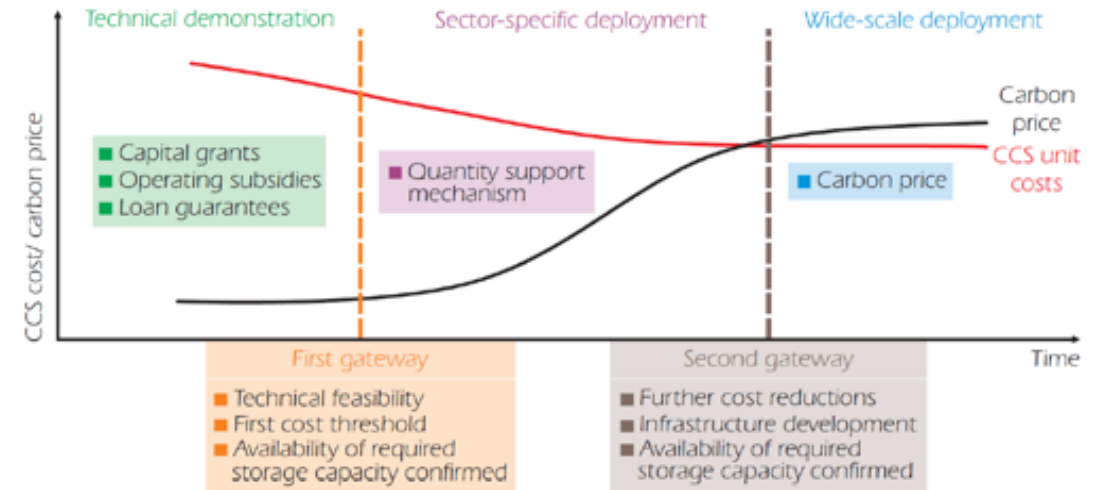 Technical demonstration
Sector-specific deployment
Wide-scale deployment
CCS cost/ carbon price
Capital grants
Operating subsidies
Loan guarantees
Quantity support
mechanism
Carbon price
Carbon
price
CCS unit
costs
Time
First gateway
Technical feasibility
First cost threshold
Availability of required
storage capacity confirmed
Second gateway
Further cost reductions
Infrastructure development
Availability of required
storage capacity confirmed